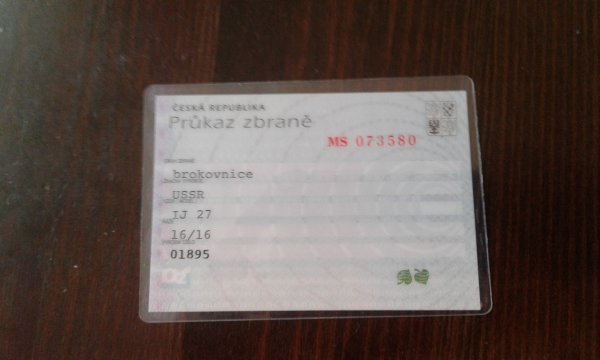 ČESKÁ REPUBLIKA
Průkaz zbraně
MS 073580
brokovnice
USSR
IJ 27
16/16
01895